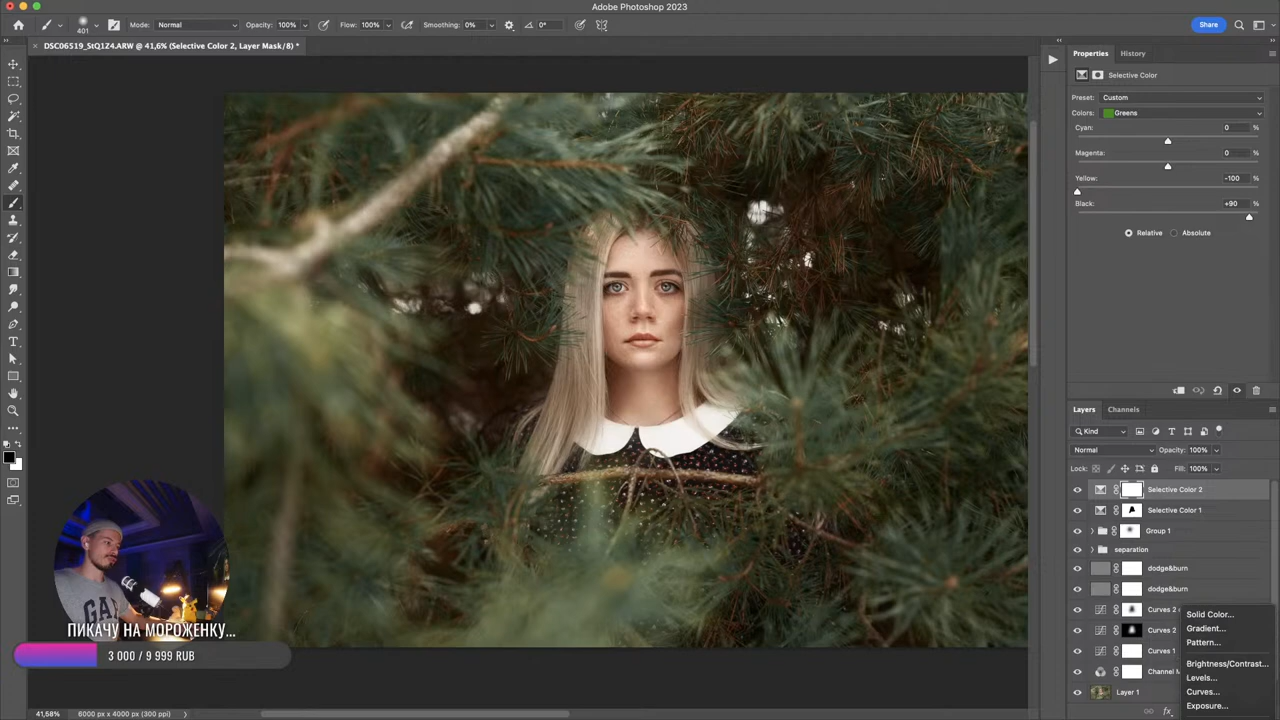 Adobe Photoshop 2023
401 Mode: Normal Opacity: 100% Flow: 100% Smoothing: 0% 0° Share
DSC06519_StQ1Z4.ARW @ 41,6% (Selective Color 2, Layer Mask/8) *
Properties History
Selective Color
Preset: Custom
Colors: Greens
Cyan: 0 %
Magenta: 0 %
Yellow: -100 %
Black: +90 %
Relative Absolute
Layers Channels
Kind
Normal Opacity: 100%
Lock: Fill: 100%
Selective Color 2
Selective Color 1
Group 1
separation
dodge&burn
dodge&burn
Curves 2
Curves 2
Curves 1
Channel
Layer 1
Solid Color...
Gradient...
Pattern...
Brightness/Contrast...
Levels...
Curves...
Exposure...
GAP
ПИКАЧУ НА МОРОЖЕНКУ...
3 000 / 9 999 RUB
41,58% 6000 px x 4000 px (300 ppi)
fx